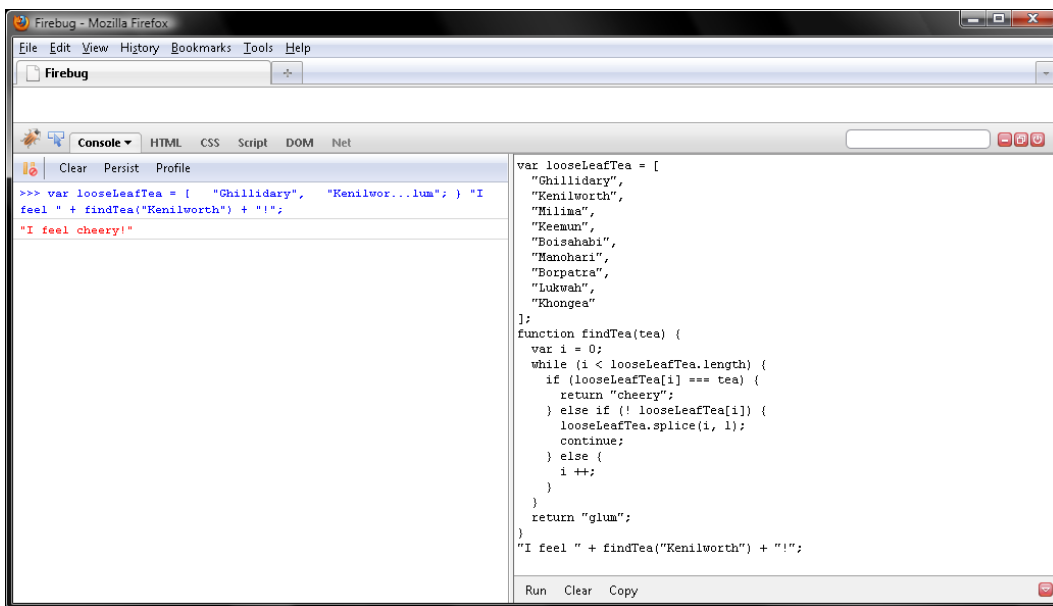 Firebug - Mozilla Firefox
File Edit View History Bookmarks Tools Help
Firebug
Console HTML CSS Script DOM Net
Clear Persist Profile
>>> var looseLeafTea = [   "Ghillidary",   "Kenilwor...lum"; } "I
feel " + findTea("Kenilworth") + "!";
"I feel cheery!"
var looseLeafTea = [
  "Ghillidary",
  "Kenilworth",
  "Milima",
  "Keemun",
  "Boisahabi",
  "Manohari",
  "Borpatra",
  "Lukwah",
  "Khongea"
];
function findTea(tea) {
  var i = 0;
  while (i < looseLeafTea.length) {
    if (looseLeafTea[i] === tea) {
      return "cheery";
    } else if (! looseLeafTea[i]) {
      looseLeafTea.splice(i, 1);
      continue;
    } else {
      i ++;
    }
  }
  return "glum";
}
"I feel " + findTea("Kenilworth") + "!";
Run Clear Copy